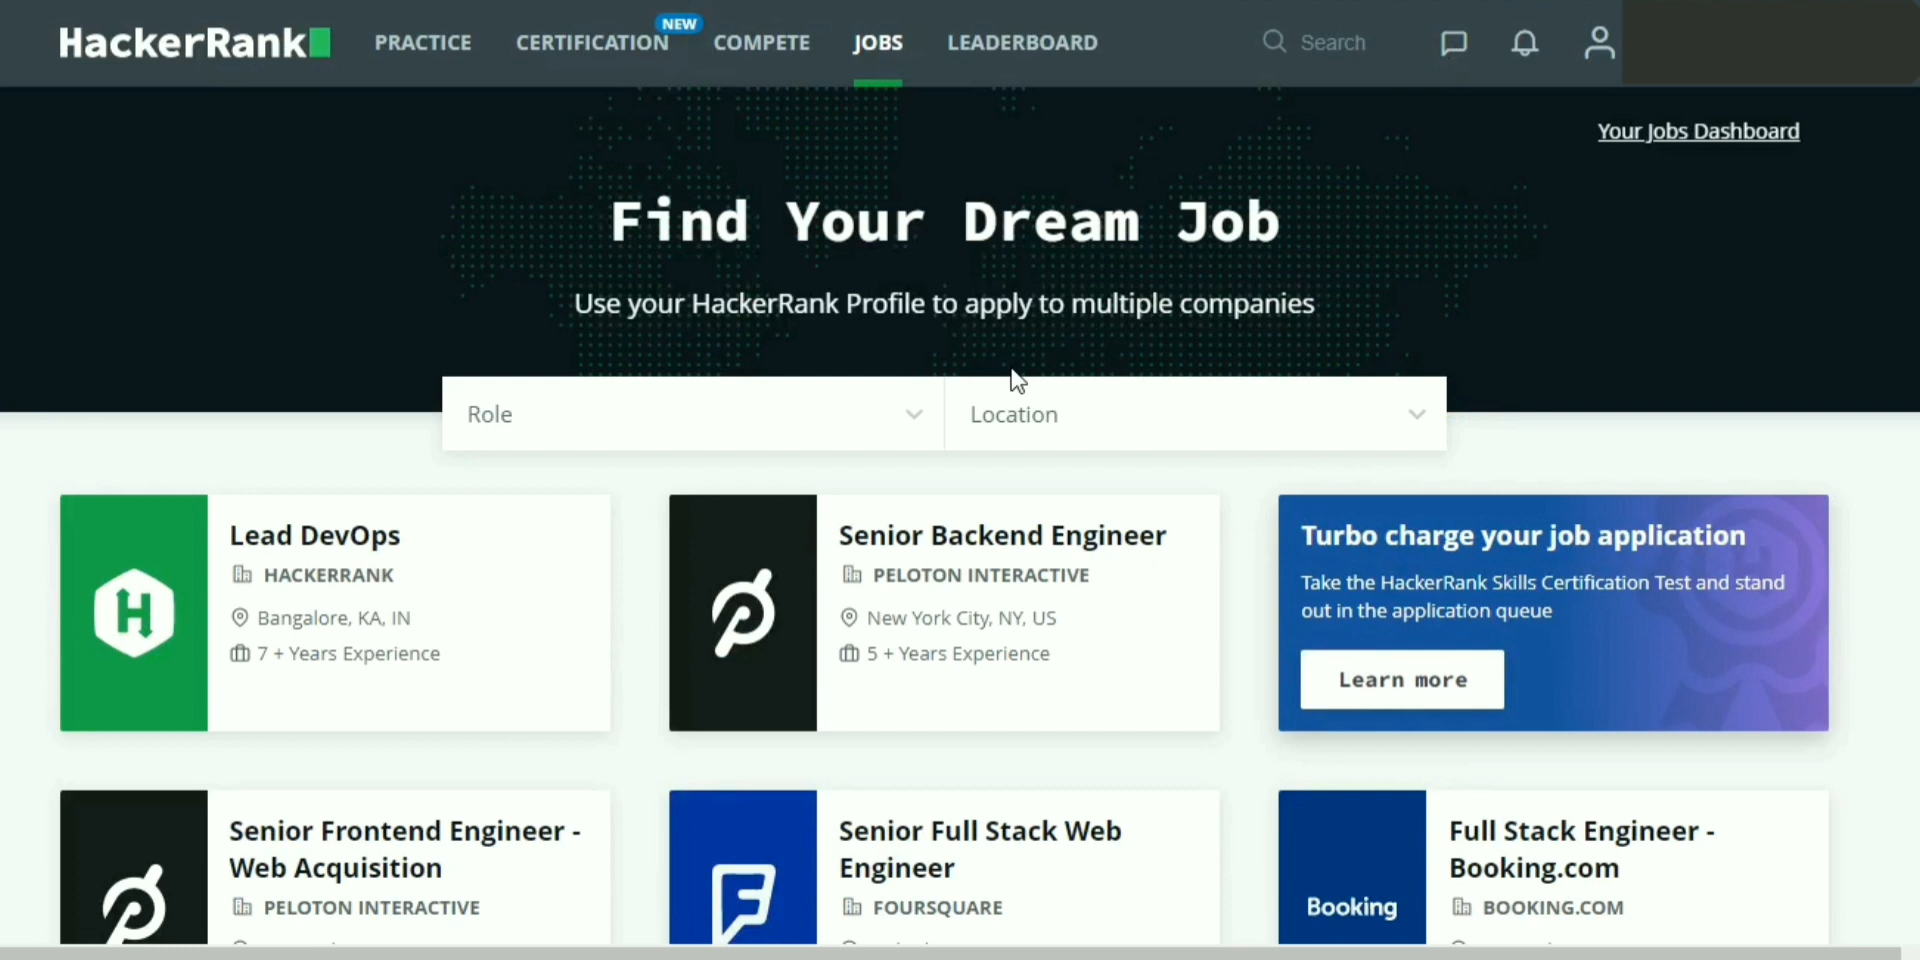 HackerRank
PRACTICE
CERTIFICATION
NEW
COMPETE
JOBS
LEADERBOARD
Search
Your Jobs Dashboard
Find Your Dream Job
Use your HackerRank Profile to apply to multiple companies
Role
Location
Lead DevOps
HACKERRANK
Bangalore, KA, IN
7 + Years Experience
Senior Backend Engineer
PELOTON INTERACTIVE
New York City, NY, US
5 + Years Experience
Turbo charge your job application
Take the HackerRank Skills Certification Test and stand
out in the application queue
Learn more
Senior Frontend Engineer -
Web Acquisition
PELOTON INTERACTIVE
Senior Full Stack Web
Engineer
FOURSQUARE
Booking
Full Stack Engineer -
Booking.com
BOOKING.COM